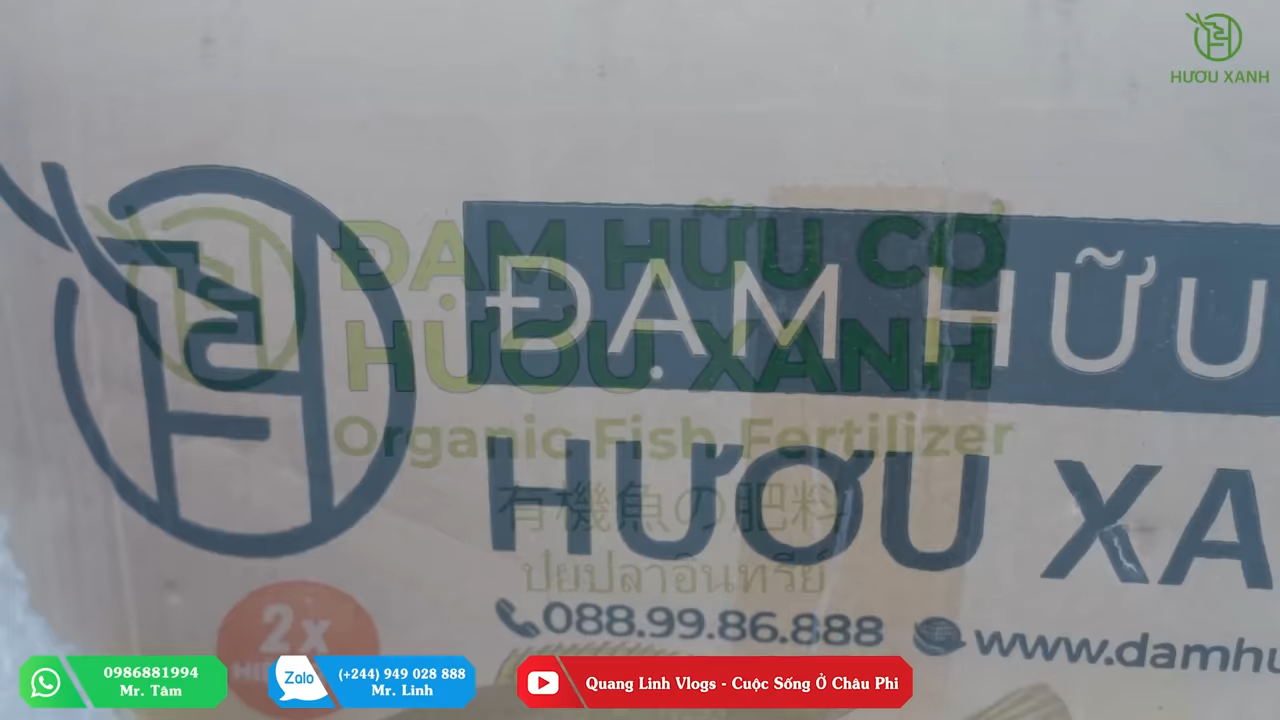 HƯƠU XANH
ĐẠM HỮU CƠ
HƯƠU XANH
Organic Fish Fertilizer
有機魚の肥料
ปุ๋ยปลาอินทรีย์
ĐẠM HỮU
HƯƠU XA
088.99.86.888
www.damhu
2x
0986881994
Mr. Tâm
Zalo
(+244) 949 028 888
Mr. Linh
Quang Linh Vlogs - Cuộc Sống Ở Châu Phi